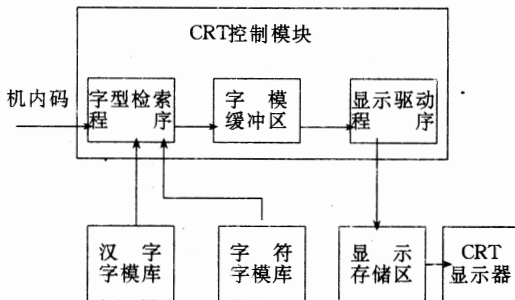 CRT控制模块
机内码
字型检索
程序
字模
缓冲区
显示驱动
程序
汉字
字模库
字符
字模库
显示
存储区
CRT
显示器